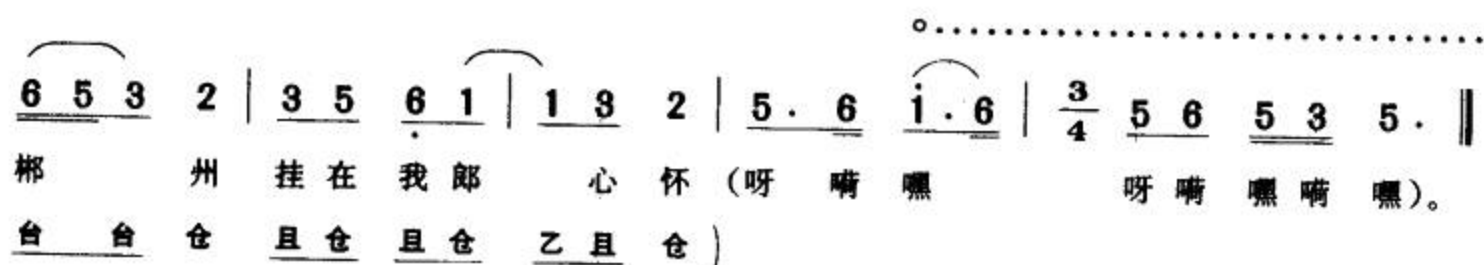 6 5 3 2 | 3 5 6 1 | 1 3 2 | 5 . 6 1 . 6 | 3/4 5 6 5 3 5 . ‖
郴 州 挂 在 我 郎 心 怀 (呀 嗬 嘿 呀 嗬 嘿 嗬 嘿)。
台 台 仓 且 仓 且 仓 乙 且 仓 )